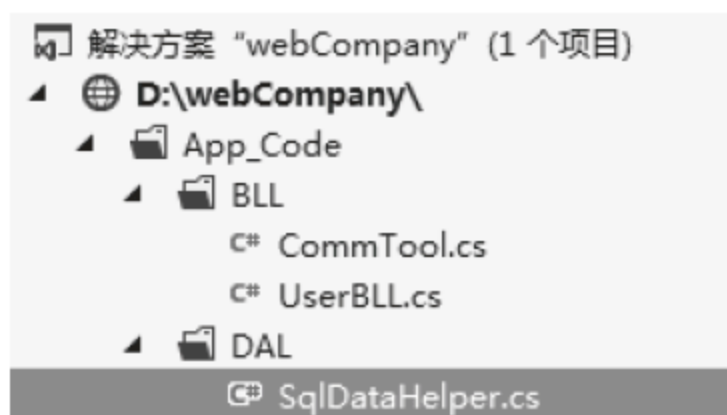 解决方案 “webCompany” (1 个项目)
D:\webCompany\
App_Code
BLL
C# CommTool.cs
C# UserBLL.cs
DAL
C# SqlDataHelper.cs